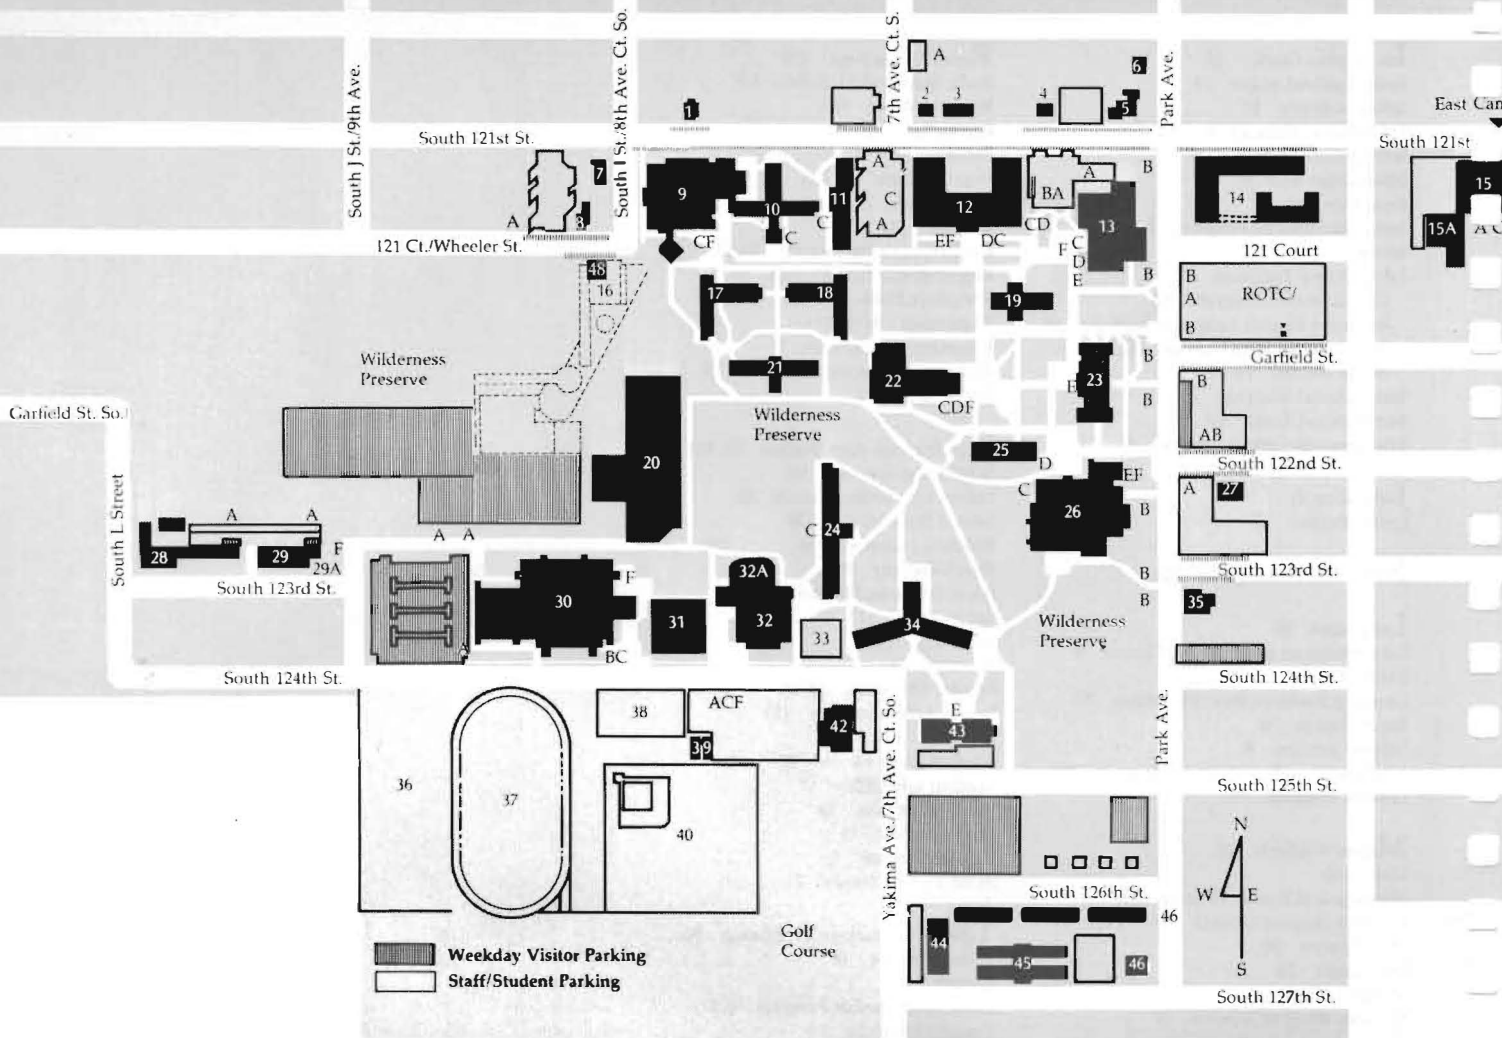 South J St./9th Ave.
South I St./8th Ave. Ct. So.
7th Ave. Ct. S.
Park Ave.
A
6
1
2
3
4
5
East Can
South 121st St.
South 121st
7
8
A
9
10
11
A
C
A
12
BA
A
13
B
14
15
15A
A C
121 Ct./Wheeler St.
CF
C
C
EF
DC
CD
F
C
D
E
B
121 Court
48
16
17
18
19
B
A
B
ROTC/
Garfield St.
Wilderness
Preserve
21
22
CDF
E
23
B
B
B
AB
Garfield St. So.
Wilderness
Preserve
20
25
D
South 122nd St.
South L Street
A
A
A
A
C
24
C
26
EF
B
A
27
28
29
F
29A
South 123rd St.
South 123rd St.
30
F
BC
A
31
32A
32
33
34
Wilderness
Preserve
B
B
35
South 124th St.
South 124th St.
36
37
38
ACF
39
42
40
Yakima Ave./7th Ave. Ct. So.
E
43
Park Ave.
South 125th St.
N
W
E
S
South 126th St.
46
Golf
Course
44
45
46
Weekday Visitor Parking
Staff/Student Parking
South 127th St.